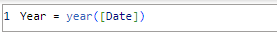 1 Year = year([Date])